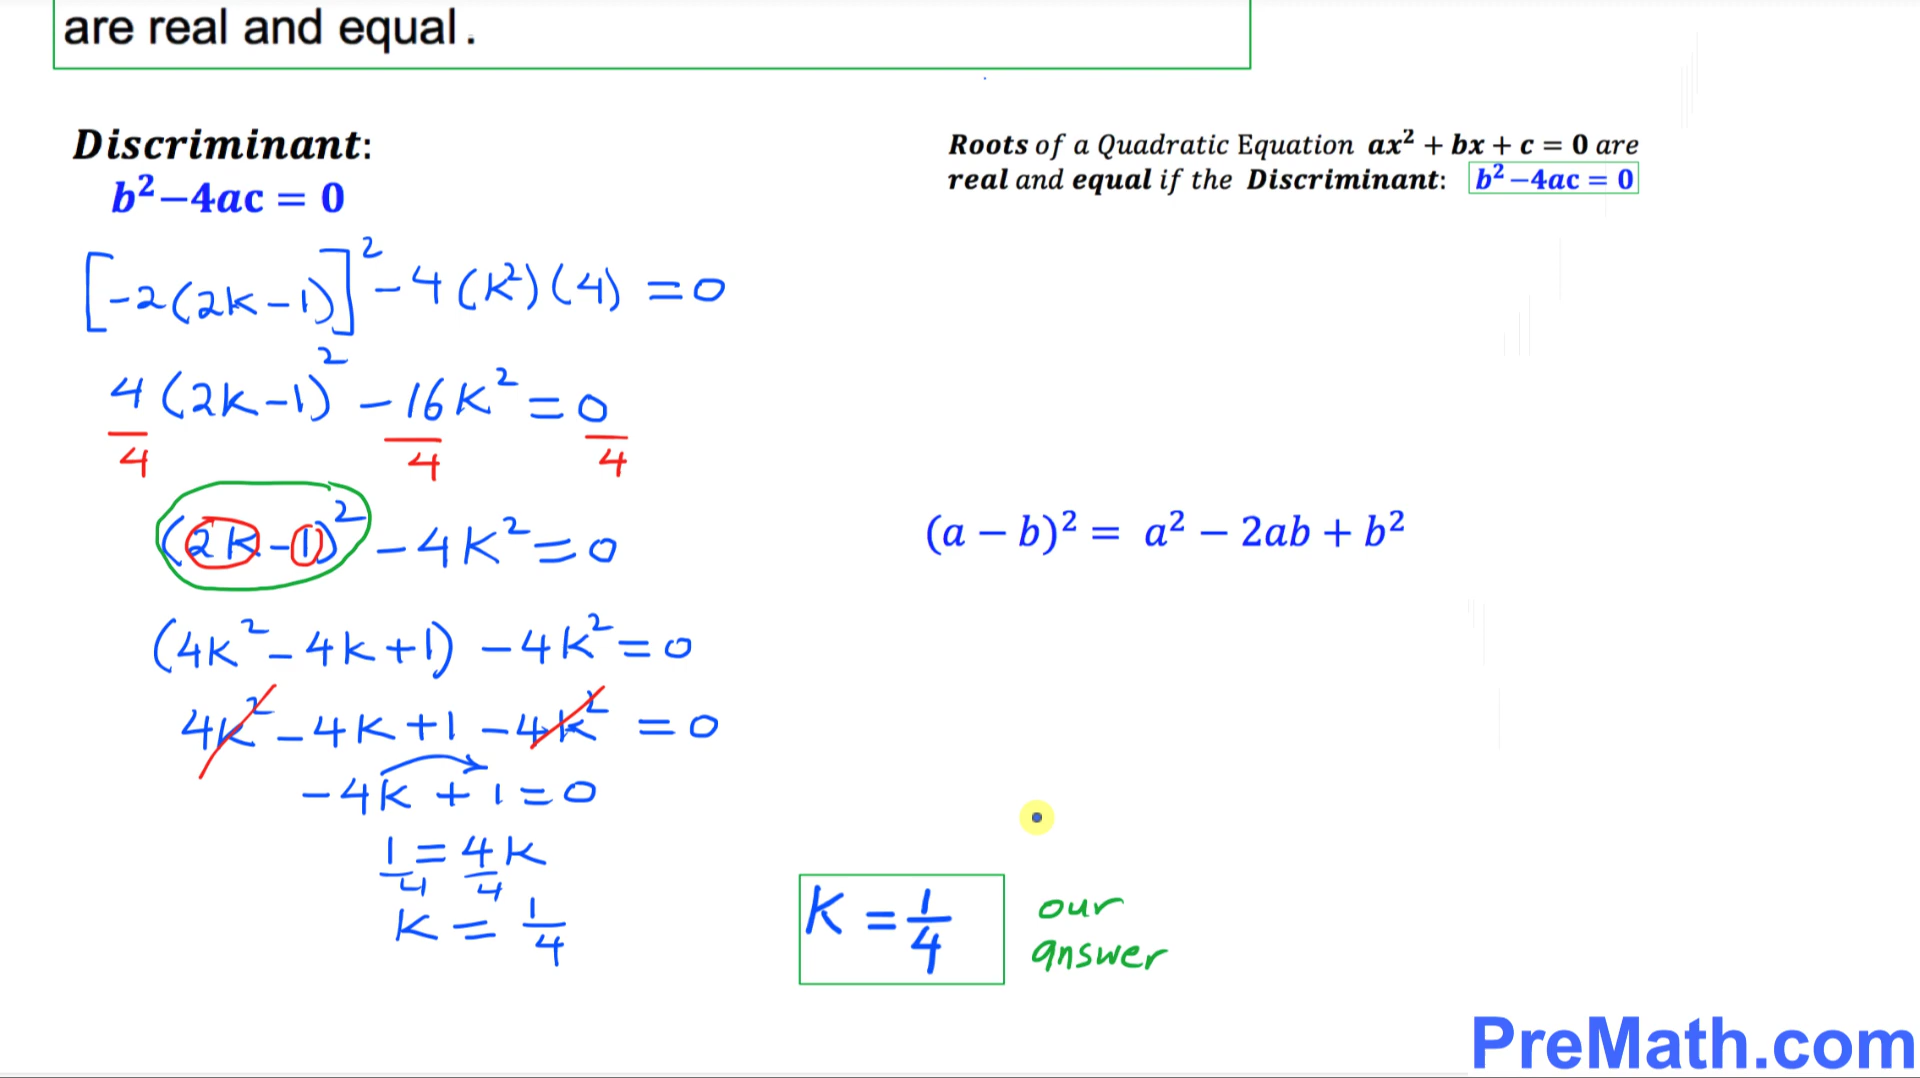 are real and equal.
Discriminant:
b²−4ac = 0
Roots of a Quadratic Equation ax² + bx + c = 0 are
real and equal if the Discriminant: b²−4ac = 0
[-2(2k-1)]² - 4(k²)(4) = 0
4(2k-1)² - 16k² = 0
4 4 4
(2k-1)² - 4k² = 0
(a − b)² = a² − 2ab + b²
(4k² - 4k + 1) - 4k² = 0
4k² - 4k + 1 - 4k² = 0
-4k + 1 = 0
1 = 4k
4 4
k = 1/4
K = 1/4
our
answer
PreMath.com